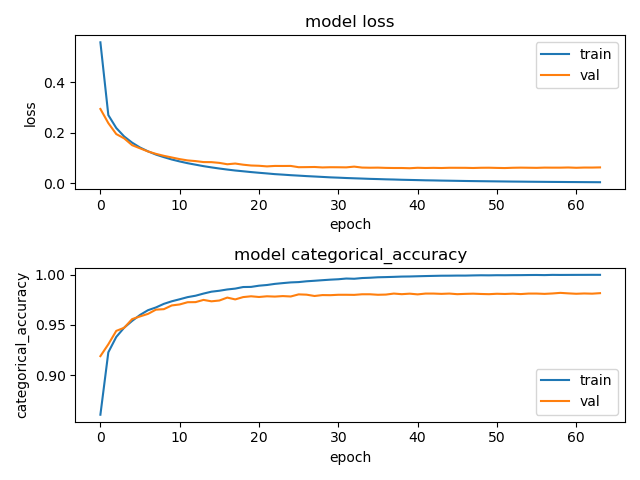 model loss
0.4
0.2
0.0
loss
train
val
0 10 20 30 40 50 60
epoch
model categorical_accuracy
1.00
0.95
0.90
categorical_accuracy
train
val
0 10 20 30 40 50 60
epoch